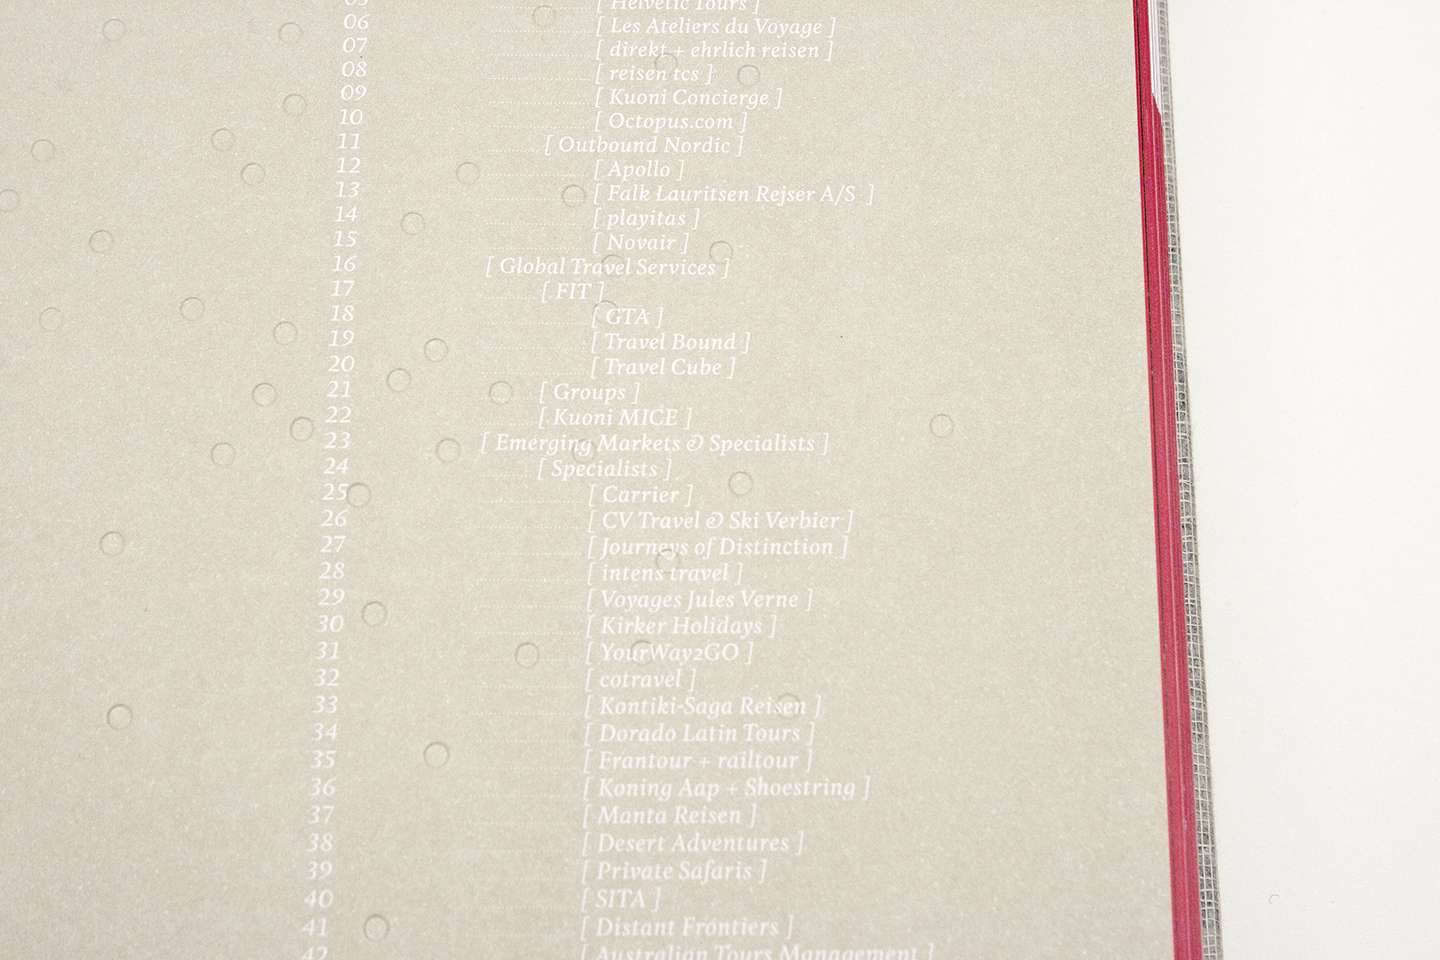 05 [ Helvetic Tours ]
06 [ Les Ateliers du Voyage ]
07 [ direkt + ehrlich reisen ]
08 [ reisen tcs ]
09 [ Kuoni Concierge ]
10 [ Octopus.com ]
11 [ Outbound Nordic ]
12 [ Apollo ]
13 [ Falk Lauritsen Rejser A/S ]
14 [ playitas ]
15 [ Novair ]
16 [ Global Travel Services ]
17 [ FIT ]
18 [ GTA ]
19 [ Travel Bound ]
20 [ Travel Cube ]
21 [ Groups ]
22 [ Kuoni MICE ]
23 [ Emerging Markets & Specialists ]
24 [ Specialists ]
25 [ Carrier ]
26 [ CV Travel & Ski Verbier ]
27 [ Journeys of Distinction ]
28 [ intens travel ]
29 [ Voyages Jules Verne ]
30 [ Kirker Holidays ]
31 [ YourWay2GO ]
32 [ cotravel ]
33 [ Kontiki-Saga Reisen ]
34 [ Dorado Latin Tours ]
35 [ Frantour + railtour ]
36 [ Koning Aap + Shoestring ]
37 [ Manta Reisen ]
38 [ Desert Adventures ]
39 [ Private Safaris ]
40 [ SITA ]
41 [ Distant Frontiers ]
42 [ Australian Tours Management ]